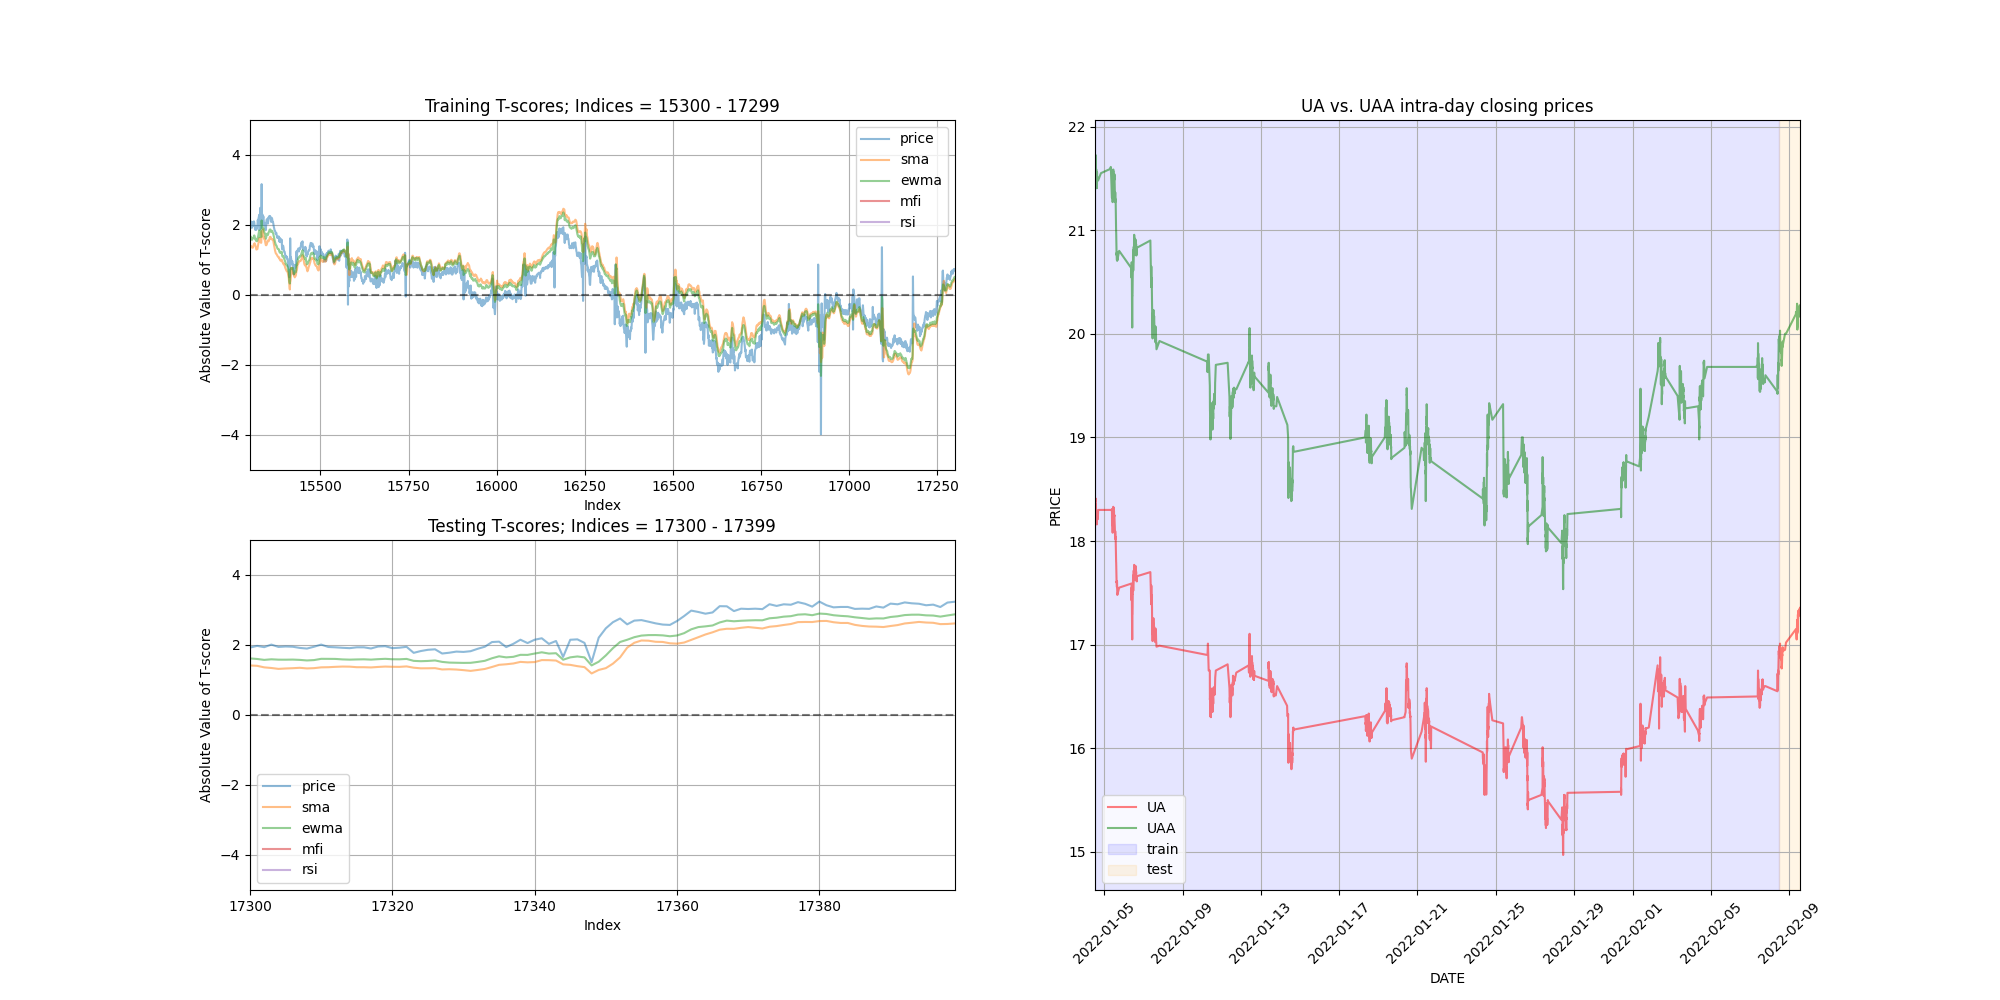 Training T-scores; Indices = 15300 - 17299
Absolute Value of T-score
4
2
0
−2
−4
15500
15750
16000
16250
16500
16750
17000
17250
Index
price
sma
ewma
mfi
rsi
Testing T-scores; Indices = 17300 - 17399
Absolute Value of T-score
4
2
0
−2
−4
17300
17320
17340
17360
17380
Index
price
sma
ewma
mfi
rsi
UA vs. UAA intra-day closing prices
PRICE
22
21
20
19
18
17
16
15
UA
UAA
train
test
2022-01-05
2022-01-09
2022-01-13
2022-01-17
2022-01-21
2022-01-25
2022-01-29
2022-02-01
2022-02-05
2022-02-09
DATE